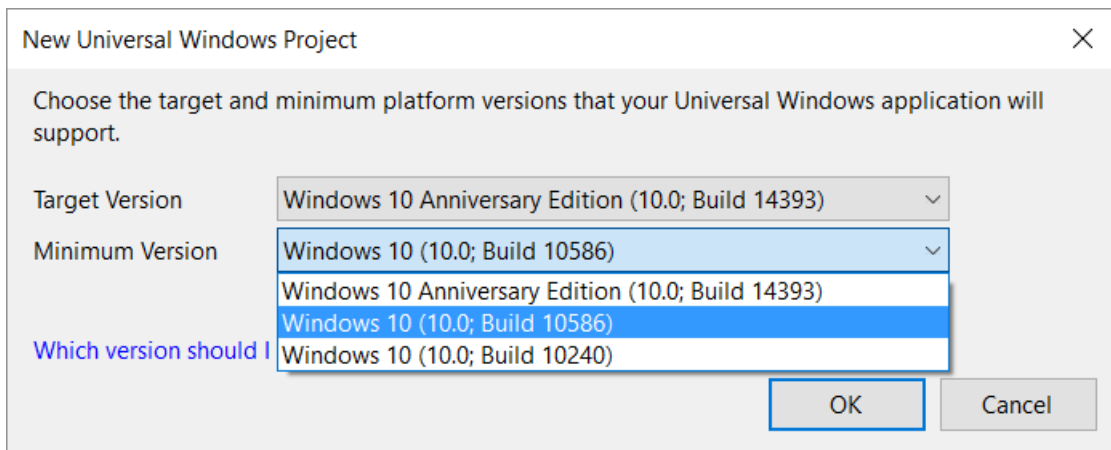 New Universal Windows Project
Choose the target and minimum platform versions that your Universal Windows application will
support.
Target Version Windows 10 Anniversary Edition (10.0; Build 14393)
Minimum Version Windows 10 (10.0; Build 10586)
Windows 10 Anniversary Edition (10.0; Build 14393)
Windows 10 (10.0; Build 10586)
Which version should I
Windows 10 (10.0; Build 10240)
OK Cancel